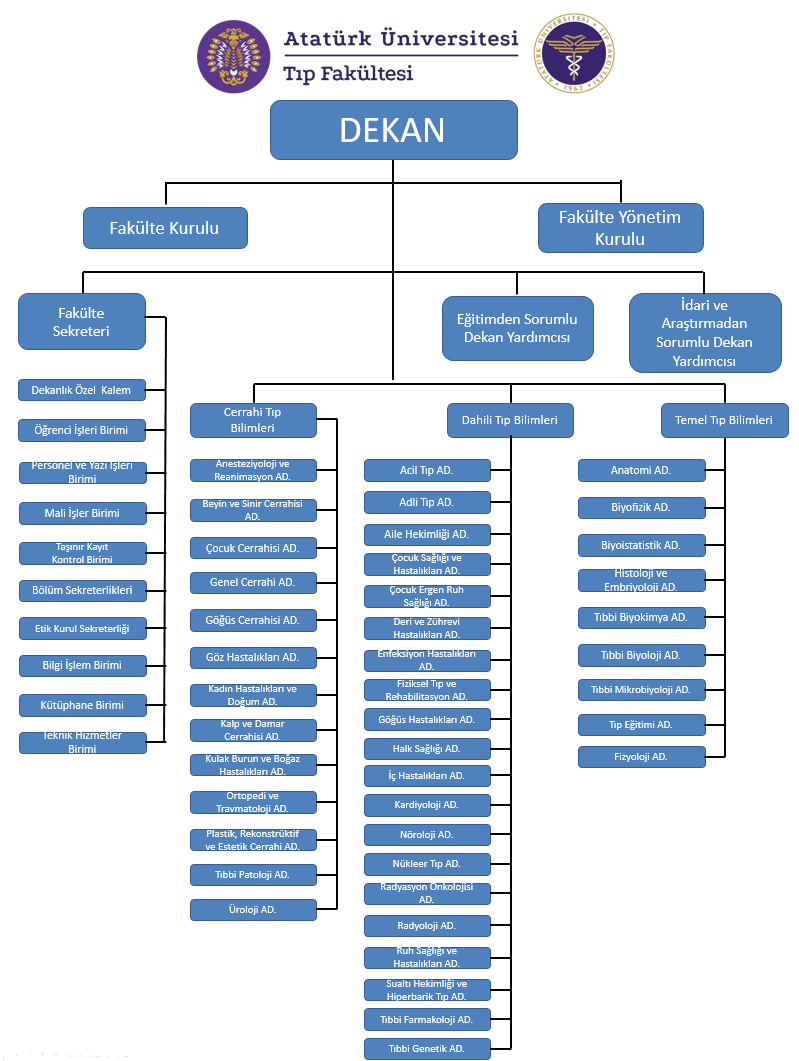 Atatürk Üniversitesi
Tıp Fakültesi
ATATÜRK ÜNİVERSİTESİ • TIP FAKÜLTESİ
• 1962 •
DEKAN
Fakülte Kurulu
Fakülte Yönetim
Kurulu
Fakülte
Sekreteri
Eğitimden Sorumlu
Dekan Yardımcısı
İdari ve
Araştırmadan
Sorumlu Dekan
Yardımcısı
Dekanlık Özel Kalem
Öğrenci İşleri Birimi
Personel ve Yazı İşleri
Birimi
Mali İşler Birimi
Taşınır Kayıt
Kontrol Birimi
Bölüm Sekreterlikleri
Etik Kurul Sekreterliği
Bilgi İşlem Birimi
Kütüphane Birimi
Teknik Hizmetler
Birimi
Cerrahi Tıp
Bilimleri
Anesteziyoloji ve
Reanimasyon AD.
Beyin ve Sinir Cerrahisi
AD.
Çocuk Cerrahisi AD.
Genel Cerrahi AD.
Göğüs Cerrahisi AD.
Göz Hastalıkları AD.
Kadın Hastalıkları ve
Doğum AD.
Kalp ve Damar
Cerrahisi AD.
Kulak Burun ve Boğaz
Hastalıkları AD.
Ortopedi ve
Travmatoloji AD.
Plastik, Rekonstrüktif
ve Estetik Cerrahi AD.
Tıbbi Patoloji AD.
Üroloji AD.
Dahili Tıp Bilimleri
Acil Tıp AD.
Adli Tıp AD.
Aile Hekimliği AD.
Çocuk Sağlığı ve
Hastalıkları AD.
Çocuk Ergen Ruh
Sağlığı AD.
Deri ve Zührevi
Hastalıkları AD.
Enfeksiyon Hastalıkları
AD.
Fiziksel Tıp ve
Rehabilitasyon AD.
Göğüs Hastalıkları AD.
Halk Sağlığı AD.
İç Hastalıkları AD.
Kardiyoloji AD.
Nöroloji AD.
Nükleer Tıp AD.
Radyasyon Onkolojisi
AD.
Radyoloji AD.
Ruh Sağlığı ve
Hastalıkları AD.
Sualtı Hekimliği ve
Hiperbarik Tıp AD.
Tıbbi Farmakoloji AD.
Tıbbi Genetik AD.
Temel Tıp Bilimleri
Anatomi AD.
Biyofizik AD.
Biyoistatistik AD.
Histoloji ve
Embriyoloji AD.
Tıbbi Biyokimya AD.
Tıbbi Biyoloji AD.
Tıbbi Mikrobiyoloji AD.
Tıp Eğitimi AD.
Fizyoloji AD.